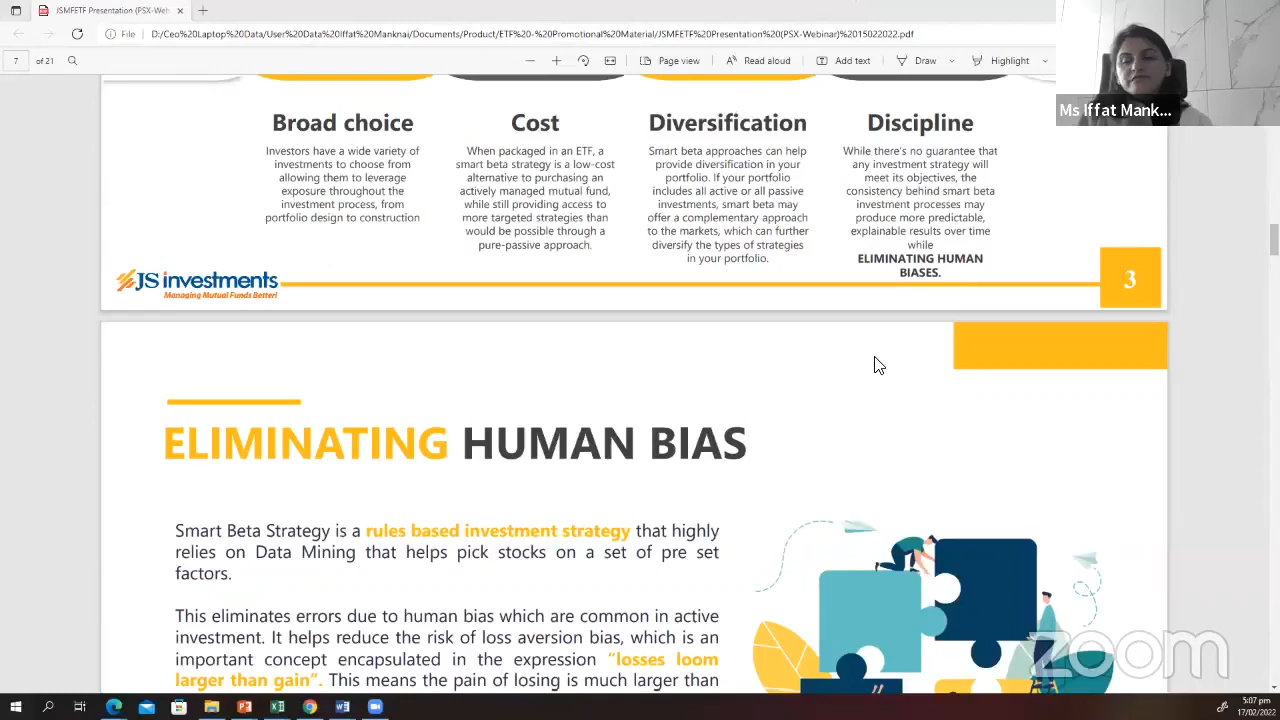 JSMFETF Presentation (PSX-Web
File
D:/Ceo%20Laptop%20Data/User%20Data%20Iffat%20Manknai/Documents/Product/ETF%20-%20Promotional%20Material/JSMFETF%20Presentation%20(PSX-Webinar)%2015022022.pdf
7 of 21
Page view
Read aloud
Add text
Draw
Highlight
Ms Iffat Mank...
Broad choice
Investors have a wide variety of
investments to choose from
allowing them to leverage
exposure throughout the
investment process, from
portfolio design to construction
Cost
When packaged in an ETF, a
smart beta strategy is a low-cost
alternative to purchasing an
actively managed mutual fund,
while still providing access to
more targeted strategies than
would be possible through a
pure-passive approach.
Diversification
Smart beta approaches can help
provide diversification in your
portfolio. If your portfolio
includes all active or all passive
investments, smart beta may
offer a complementary approach
to the markets, which can further
diversify the types of strategies
in your portfolio.
Discipline
While there's no guarantee that
any investment strategy will
meet its objectives, the
consistency behind smart beta
investment processes may
produce more predictable,
explainable results over time
while
ELIMINATING HUMAN
BIASES.
JS investments
Managing Mutual Funds Better!
3
ELIMINATING HUMAN BIAS
Smart Beta Strategy is a rules based investment strategy that highly
relies on Data Mining that helps pick stocks on a set of pre set
factors.
This eliminates errors due to human bias which are common in active
investment. It helps reduce the risk of loss aversion bias, which is an
important concept encapsulated in the expression “losses loom
larger than gain”. This means the pain of losing is much larger than
zoom
5:07 pm
17/02/2022